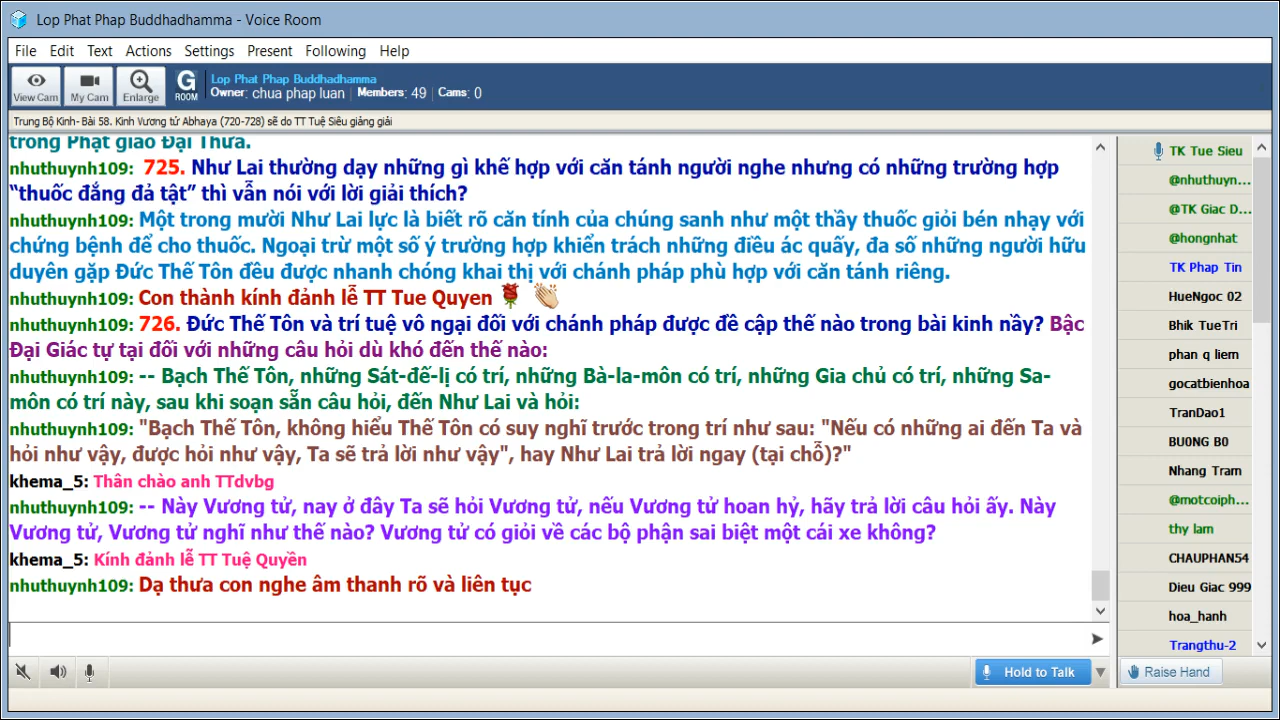 Lop Phat Phap Buddhadhamma - Voice Room
File Edit Text Actions Settings Present Following Help
View Cam My Cam Enlarge G ROOM
Lop Phat Phap Buddhadhamma
Owner: chua phap luan Members: 49 Cams: 0
Trung Bộ Kinh- Bài 58. Kinh Vương tử Abhaya (720-728) sẽ do TT Tuệ Siêu giảng giải
trong Phật giáo Đại Thừa.
nhuthuynh109: 725. Như Lai thường dạy những gì khế hợp với căn tánh người nghe nhưng có những trường hợp
“thuốc đắng đả tật” thì vẫn nói với lời giải thích?
nhuthuynh109: Một trong mười Như Lai lực là biết rõ căn tính của chúng sanh như một thầy thuốc giỏi bén nhạy với
chứng bệnh để cho thuốc. Ngoại trừ một số ý trường hợp khiển trách những điều ác quấy, đa số những người hữu
duyên gặp Đức Thế Tôn đều được nhanh chóng khai thị với chánh pháp phù hợp với căn tánh riêng.
nhuthuynh109: Con thành kính đảnh lễ TT Tue Quyen
nhuthuynh109: 726. Đức Thế Tôn và trí tuệ vô ngại đối với chánh pháp được đề cập thế nào trong bài kinh nầy? Bậc
Đại Giác tự tại đối với những câu hỏi dù khó đến thế nào:
nhuthuynh109: -- Bạch Thế Tôn, những Sát-đế-lị có trí, những Bà-la-môn có trí, những Gia chủ có trí, những Sa-
môn có trí này, sau khi soạn sẵn câu hỏi, đến Như Lai và hỏi:
nhuthuynh109: "Bạch Thế Tôn, không hiểu Thế Tôn có suy nghĩ trước trong trí như sau: "Nếu có những ai đến Ta và
hỏi như vậy, được hỏi như vậy, Ta sẽ trả lời như vậy", hay Như Lai trả lời ngay (tại chỗ)?"
khema_5: Thân chào anh TTdvbg
nhuthuynh109: -- Này Vương tử, nay ở đây Ta sẽ hỏi Vương tử, nếu Vương tử hoan hỷ, hãy trả lời câu hỏi ấy. Này
Vương tử, Vương tử nghĩ như thế nào? Vương tử có giỏi về các bộ phận sai biệt một cái xe không?
khema_5: Kính đảnh lễ TT Tuệ Quyền
nhuthuynh109: Dạ thưa con nghe âm thanh rõ và liên tục
Hold to Talk
TK Tue Sieu
@nhuthuyn...
@TK Giac D...
@hongnhat
TK Phap Tin
HueNgoc 02
Bhik TueTri
phan q liem
gocatbienhoa
TranDao1
BU0NG B0
Nhang Tram
@motcoiph...
thy lam
CHAUPHAN54
Dieu Giac 999
hoa_hanh
Trangthu-2
Raise Hand